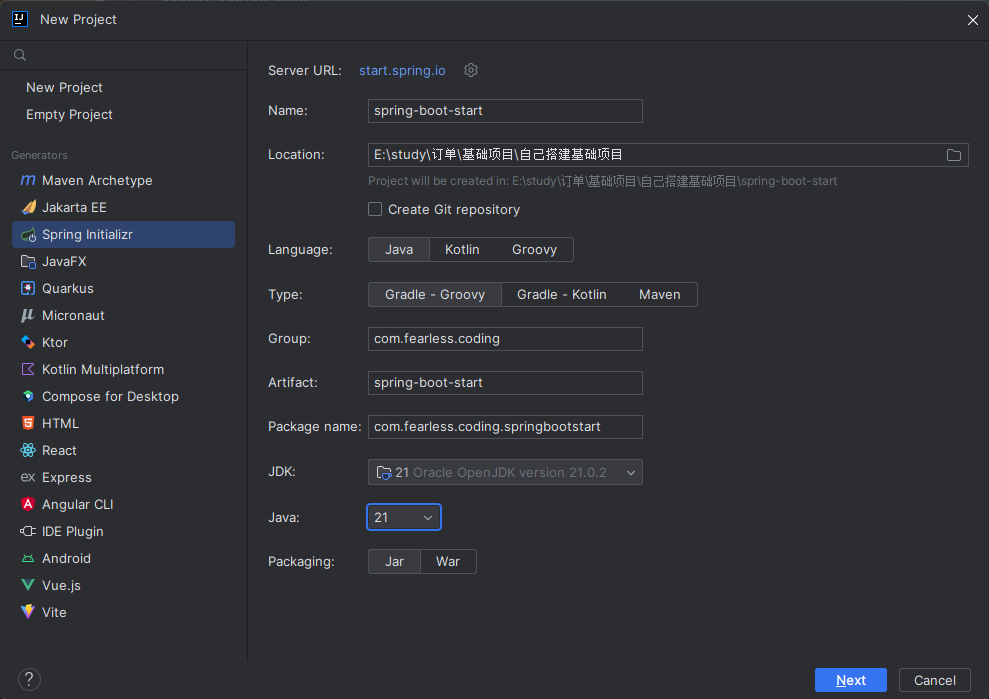 New Project
New Project
Empty Project
Generators
Maven Archetype
Jakarta EE
Spring Initializr
JavaFX
Quarkus
Micronaut
Ktor
Kotlin Multiplatform
Compose for Desktop
HTML
React
Express
Angular CLI
IDE Plugin
Android
Vue.js
Vite
Server URL: start.spring.io
Name: spring-boot-start
Location: E:\study\订单\基础项目\自己搭建基础项目
Project will be created in: E:\study\订单\基础项目\自己搭建基础项目\spring-boot-start
Create Git repository
Language: Java Kotlin Groovy
Type: Gradle - Groovy Gradle - Kotlin Maven
Group: com.fearless.coding
Artifact: spring-boot-start
Package name: com.fearless.coding.springbootstart
JDK: 21 Oracle OpenJDK version 21.0.2
Java: 21
Packaging: Jar War
? Next Cancel